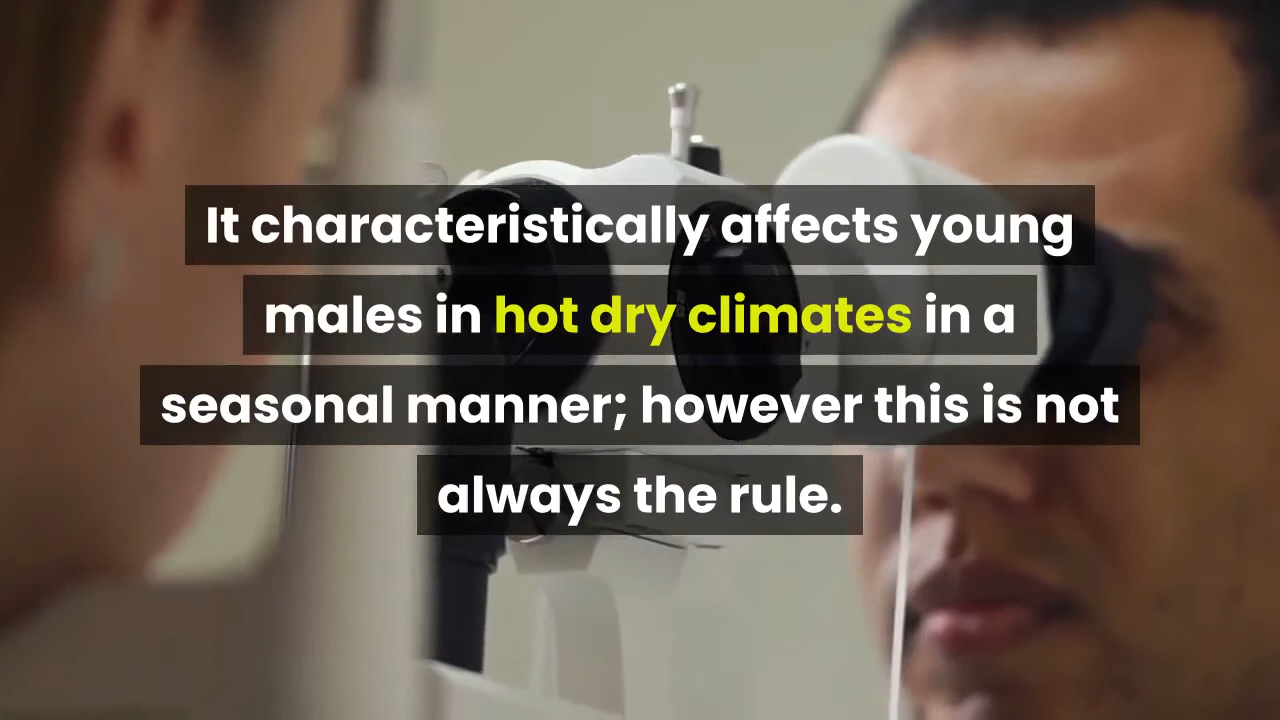 It characteristically affects young
males in hot dry climates in a
seasonal manner; however this is not
always the rule.